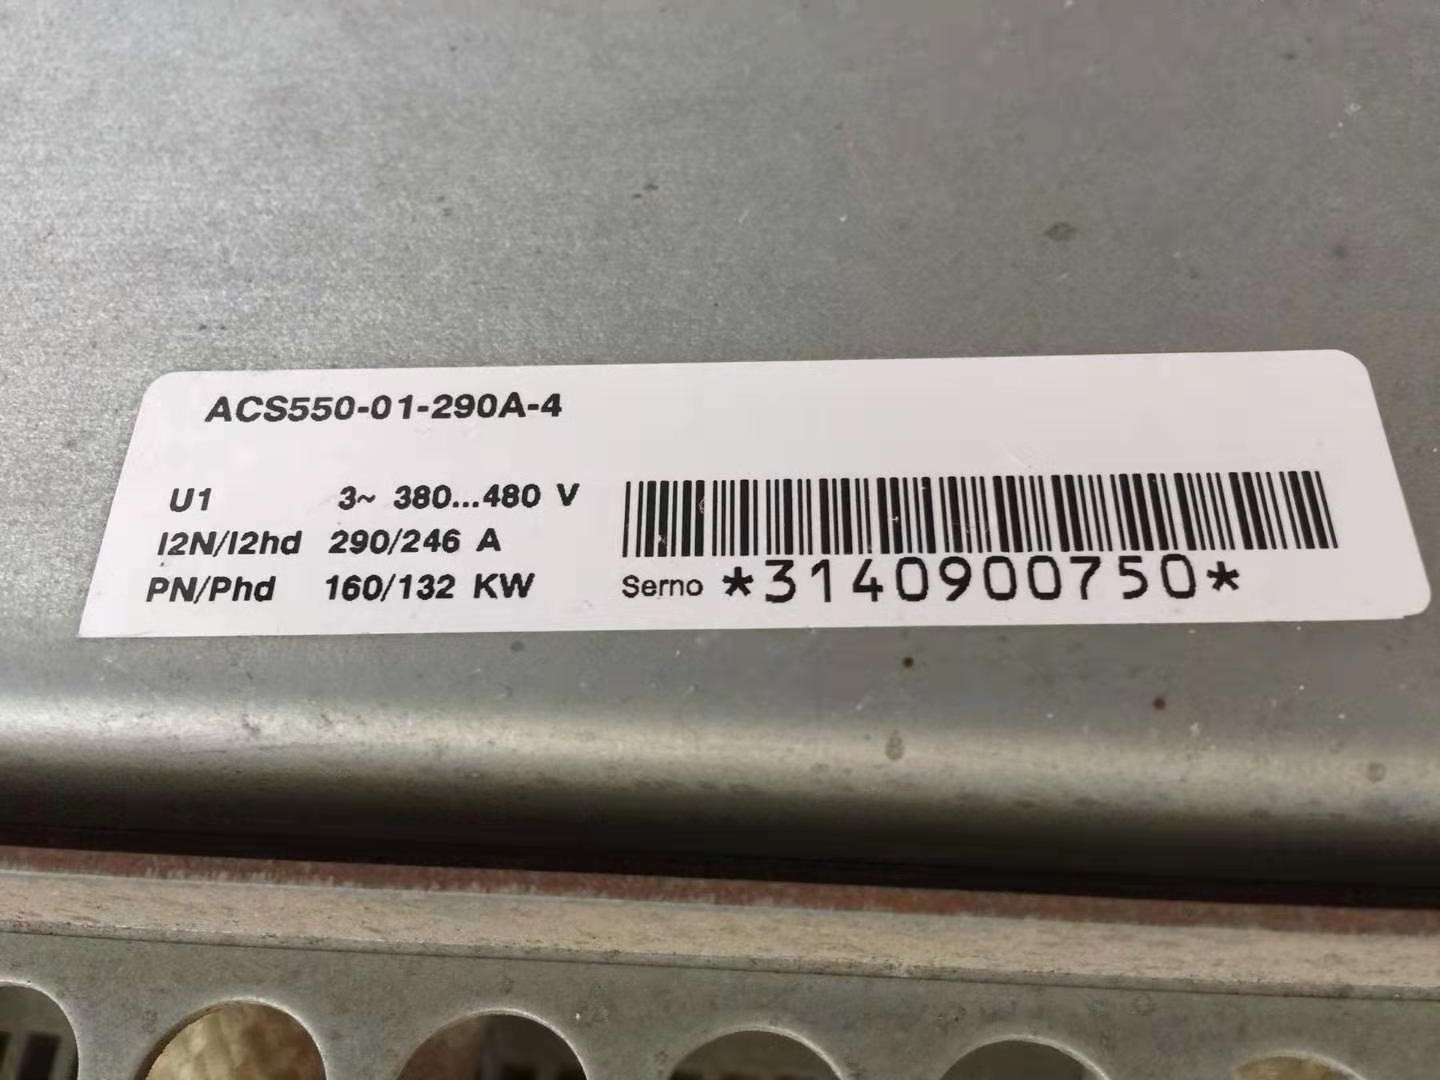 ACS550-01-290A-4
U1 3~ 380...480 V
I2N/I2hd 290/246 A
PN/Phd 160/132 KW
Serno *3140900750*